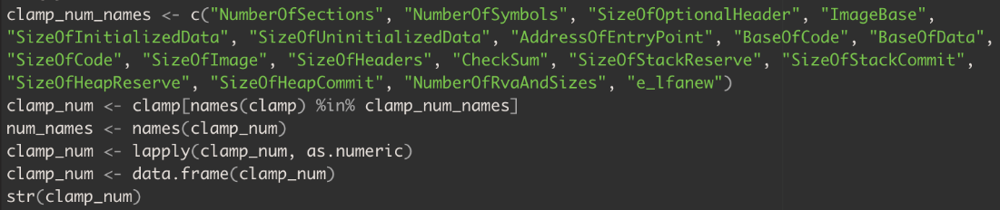 clamp_num_names <- c("NumberOfSections", "NumberOfSymbols", "SizeOfOptionalHeader", "ImageBase",
"SizeOfInitializedData", "SizeOfUninitializedData", "AddressOfEntryPoint", "BaseOfCode", "BaseOfData",
"SizeOfCode", "SizeOfImage", "SizeOfHeaders", "CheckSum", "SizeOfStackReserve", "SizeOfStackCommit",
"SizeOfHeapReserve", "SizeOfHeapCommit", "NumberOfRvaAndSizes", "e_lfanew")
clamp_num <- clamp[names(clamp) %in% clamp_num_names]
num_names <- names(clamp_num)
clamp_num <- lapply(clamp_num, as.numeric)
clamp_num <- data.frame(clamp_num)
str(clamp_num)